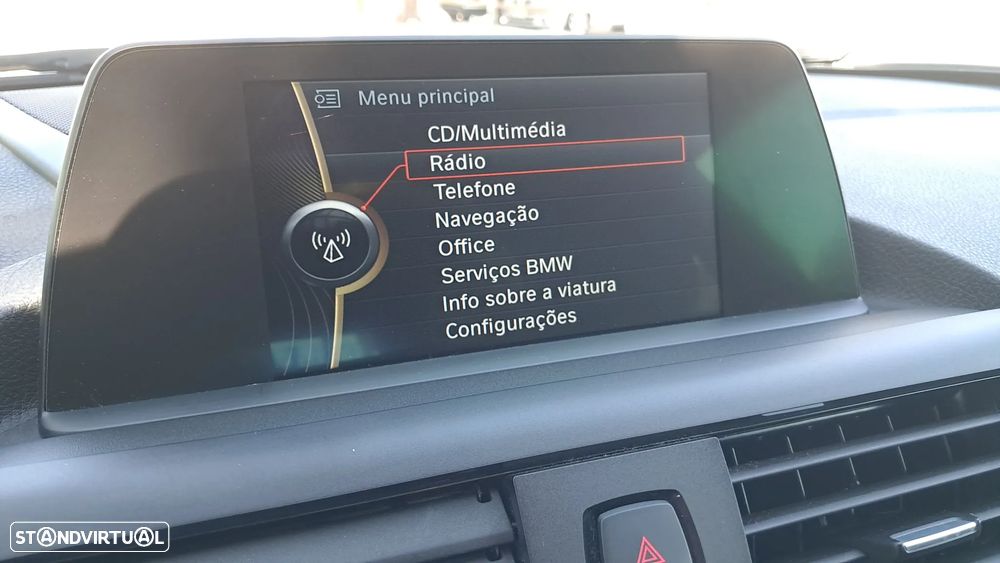 Menu principal
CD/Multimédia
Rádio
Telefone
Navegação
Office
Serviços BMW
Info sobre a viatura
Configurações
STANDVIRTUAL